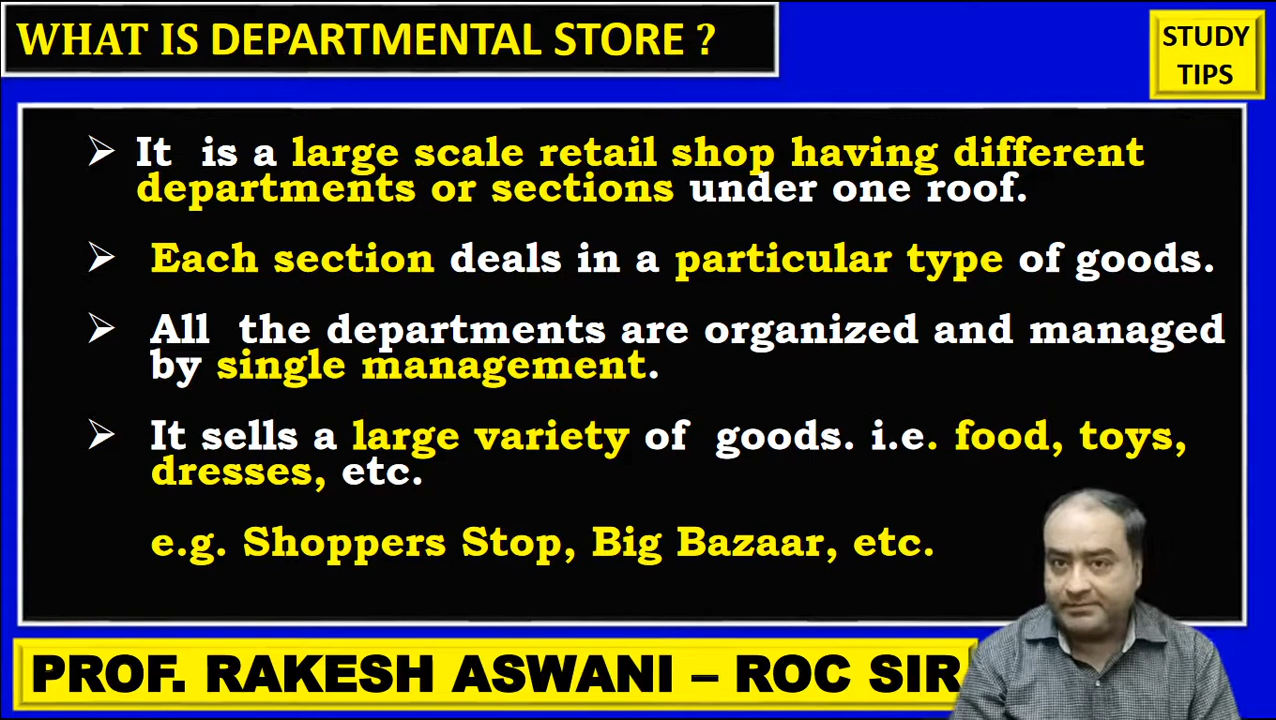 WHAT IS DEPARTMENTAL STORE ?
STUDY
TIPS
It is a large scale retail shop having different
departments or sections under one roof.
Each section deals in a particular type of goods.
All the departments are organized and managed
by single management.
It sells a large variety of goods. i.e. food, toys,
dresses, etc.
e.g. Shoppers Stop, Big Bazaar, etc.
PROF. RAKESH ASWANI – ROC SIR